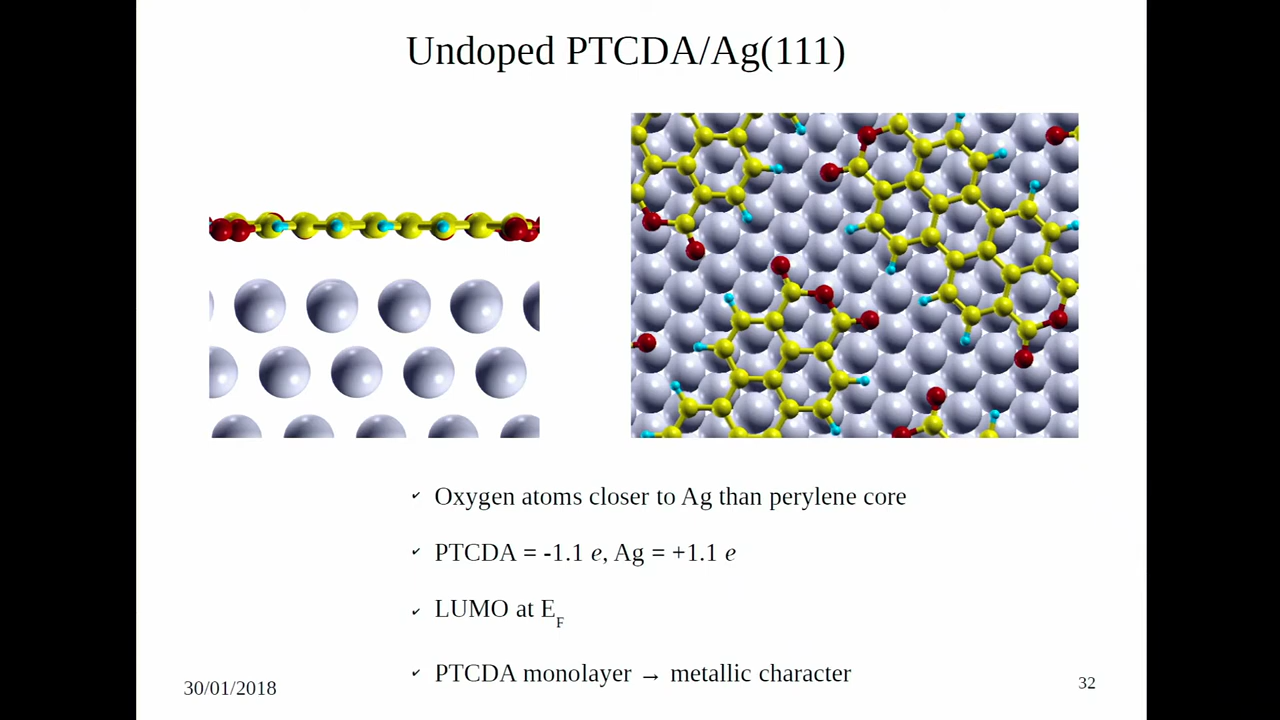 Undoped PTCDA/Ag(111)
✔ Oxygen atoms closer to Ag than perylene core
✔ PTCDA = -1.1 e, Ag = +1.1 e
✔ LUMO at E_F
✔ PTCDA monolayer → metallic character
30/01/2018
32